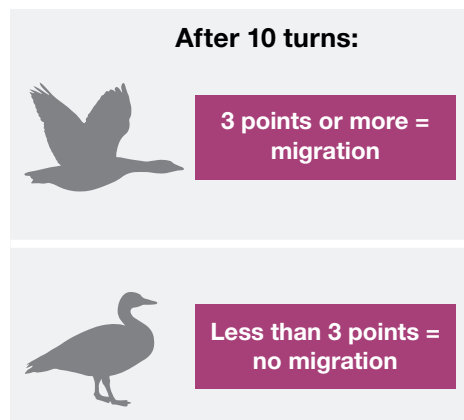 After 10 turns:
3 points or more =
migration
Less than 3 points =
no migration